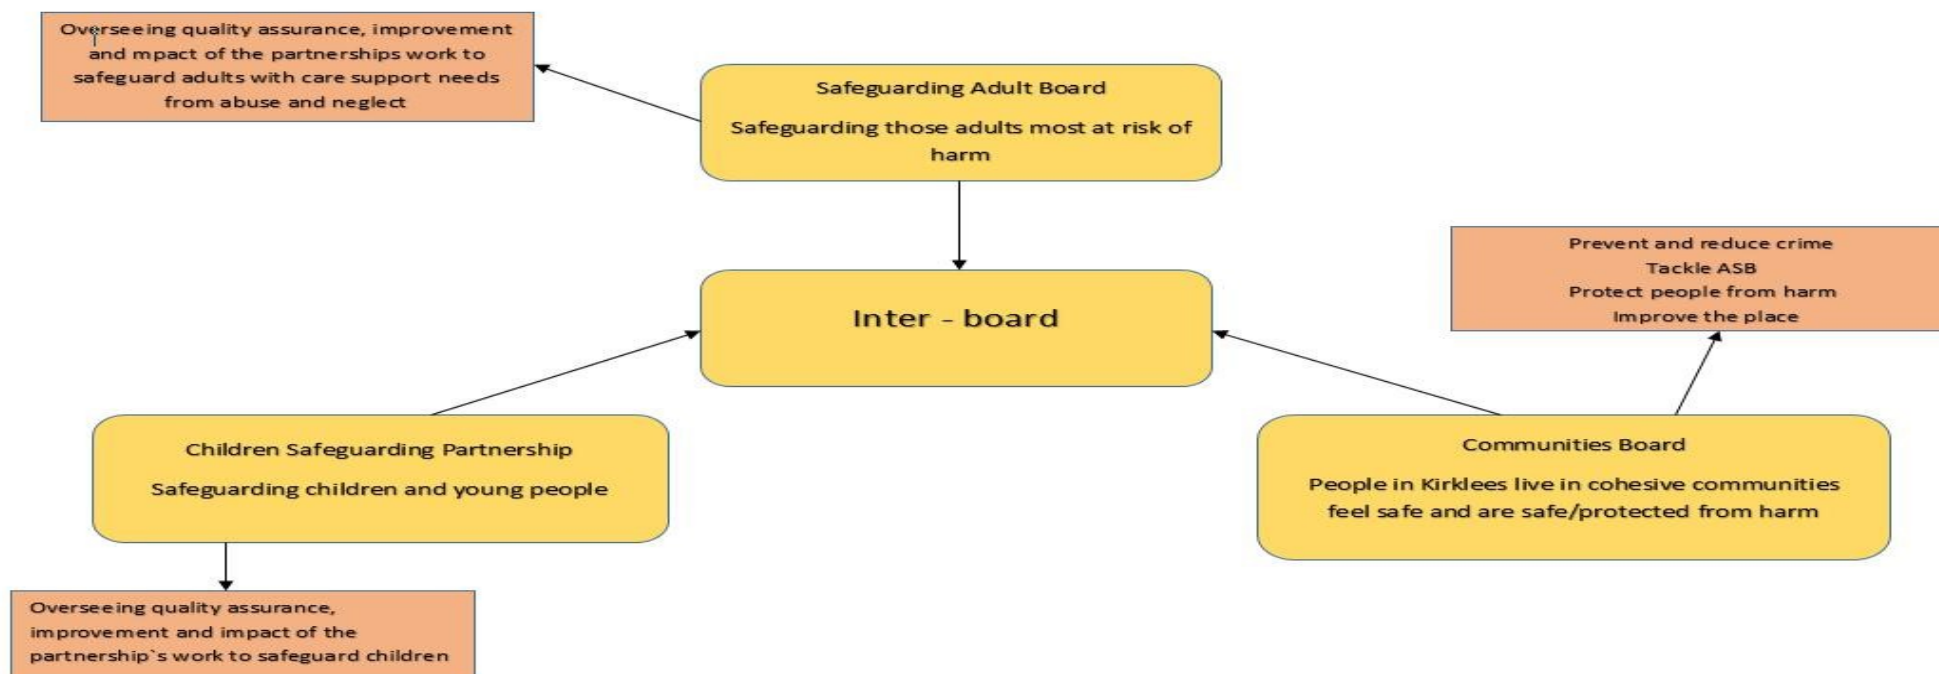 Overseeing quality assurance, improvement
and mpact of the partnerships work to
safeguard adults with care support needs
from abuse and neglect
Safeguarding Adult Board
Safeguarding those adults most at risk of
harm
Prevent and reduce crime
Tackle ASB
Protect people from harm
Improve the place
Inter - board
Children Safeguarding Partnership
Safeguarding children and young people
Communities Board
People in Kirklees live in cohesive communities
feel safe and are safe/protected from harm
Overseeing quality assurance,
improvement and impact of the
partnership`s work to safeguard children